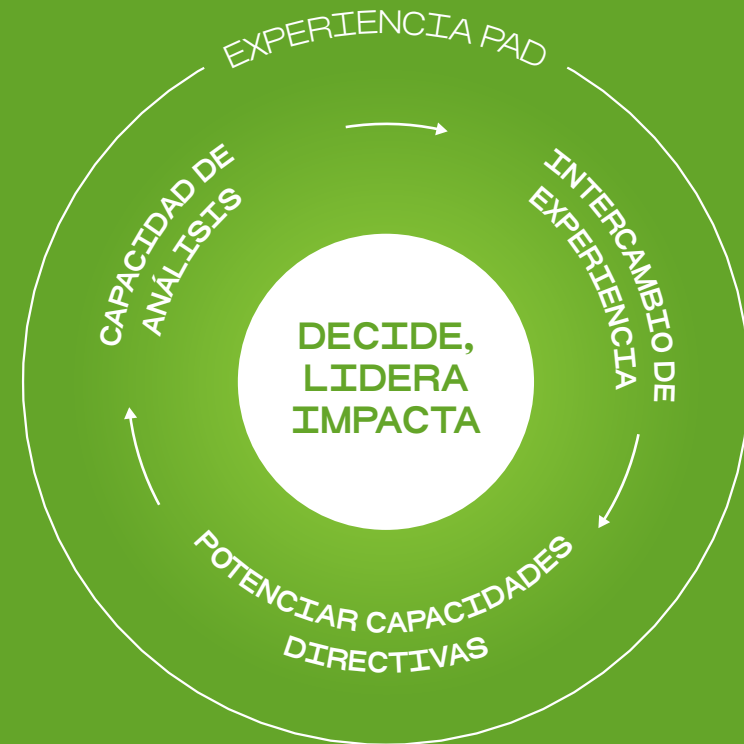 EXPERIENCIA PAD
CAPACIDAD DE
ANÁLISIS
INTERCAMBIO DE
EXPERIENCIA
DECIDE,
LIDERA
IMPACTA
POTENCIAR CAPACIDADES
DIRECTIVAS